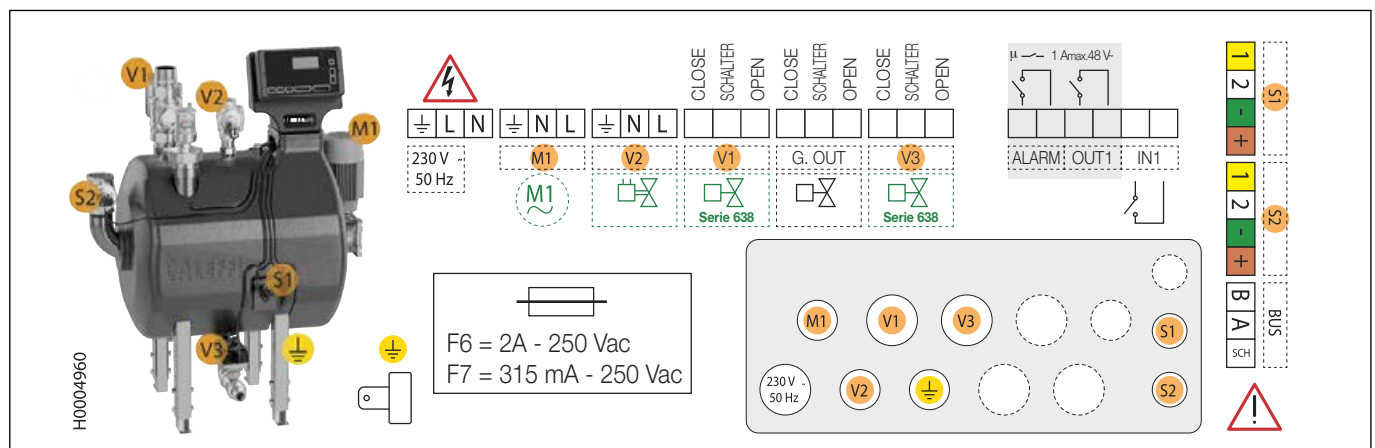 V1
V2
M1
S2
CALEFFI
S1
V3
H0004960
CLOSE SCHALTER OPEN CLOSE SCHALTER OPEN CLOSE SCHALTER OPEN
μ 1 Amax.48 V-
L N N L N L
230 V ~ 50 Hz
M1 V2 V1 G. OUT V3
ALARM OUT1 IN1
M1
Serie 638 Serie 638
F6 = 2A - 250 Vac
F7 = 315 mA - 250 Vac
M1 V1 V3 S1
230 V ~ 50 Hz
V2 S2
1 2 - + S1
1 2 - + S2
B A SCH BUS